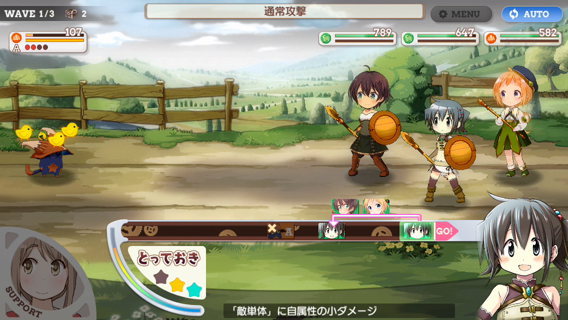 WAVE 1/3 2
通常攻撃
MENU
AUTO
107
789
647
582
GO!
とっておき
SUPPORT
「敵単体」に自属性の小ダメージ